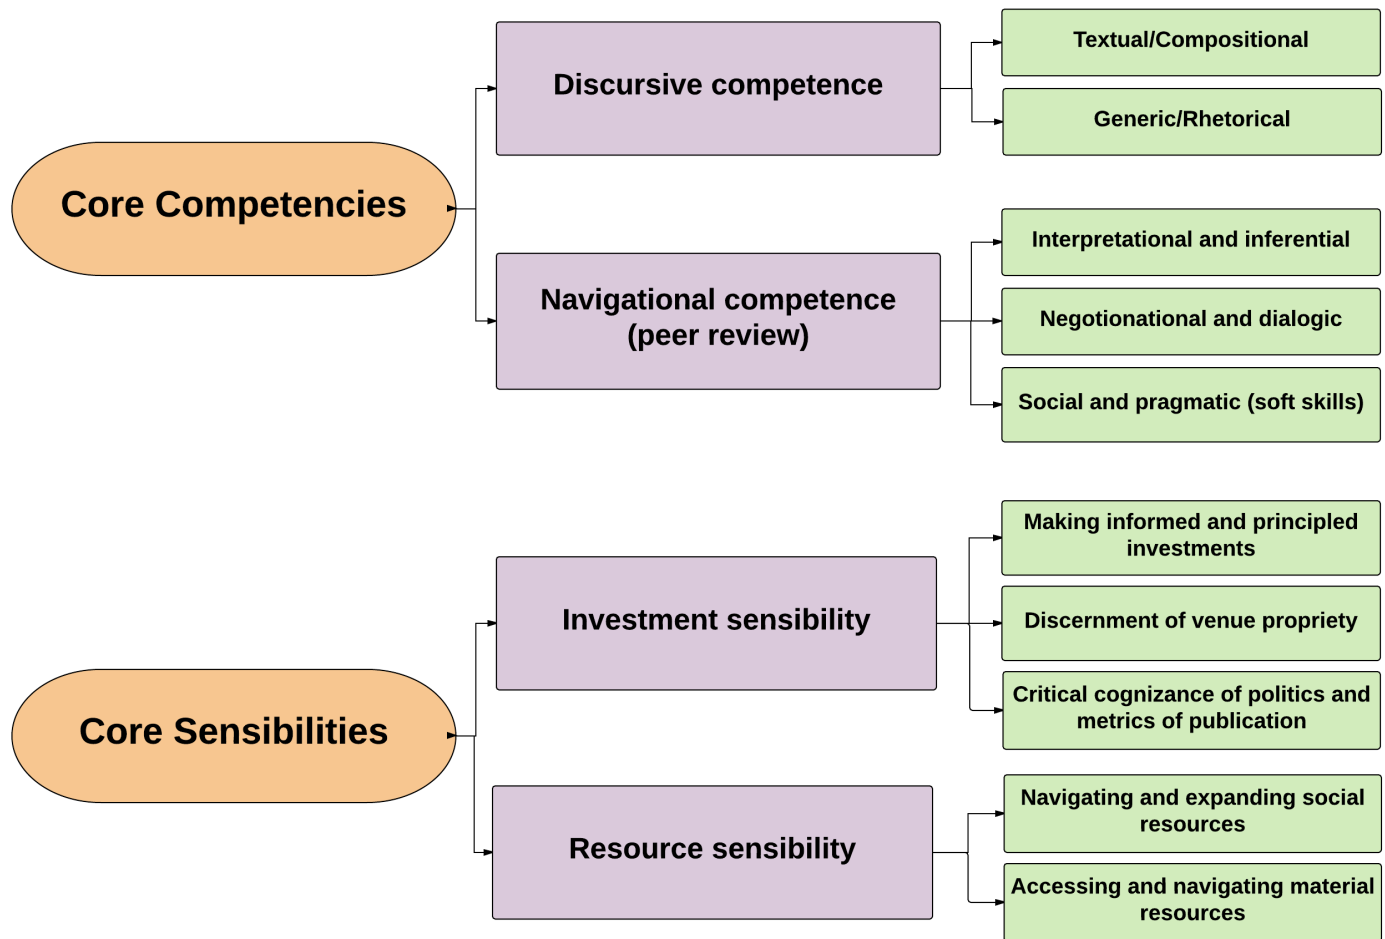 Core Competencies
Discursive competence
Textual/Compositional
Generic/Rhetorical
Navigational competence
(peer review)
Interpretational and inferential
Negotionational and dialogic
Social and pragmatic (soft skills)
Core Sensibilities
Investment sensibility
Making informed and principled
investments
Discernment of venue propriety
Critical cognizance of politics and
metrics of publication
Resource sensibility
Navigating and expanding social
resources
Accessing and navigating material
resources